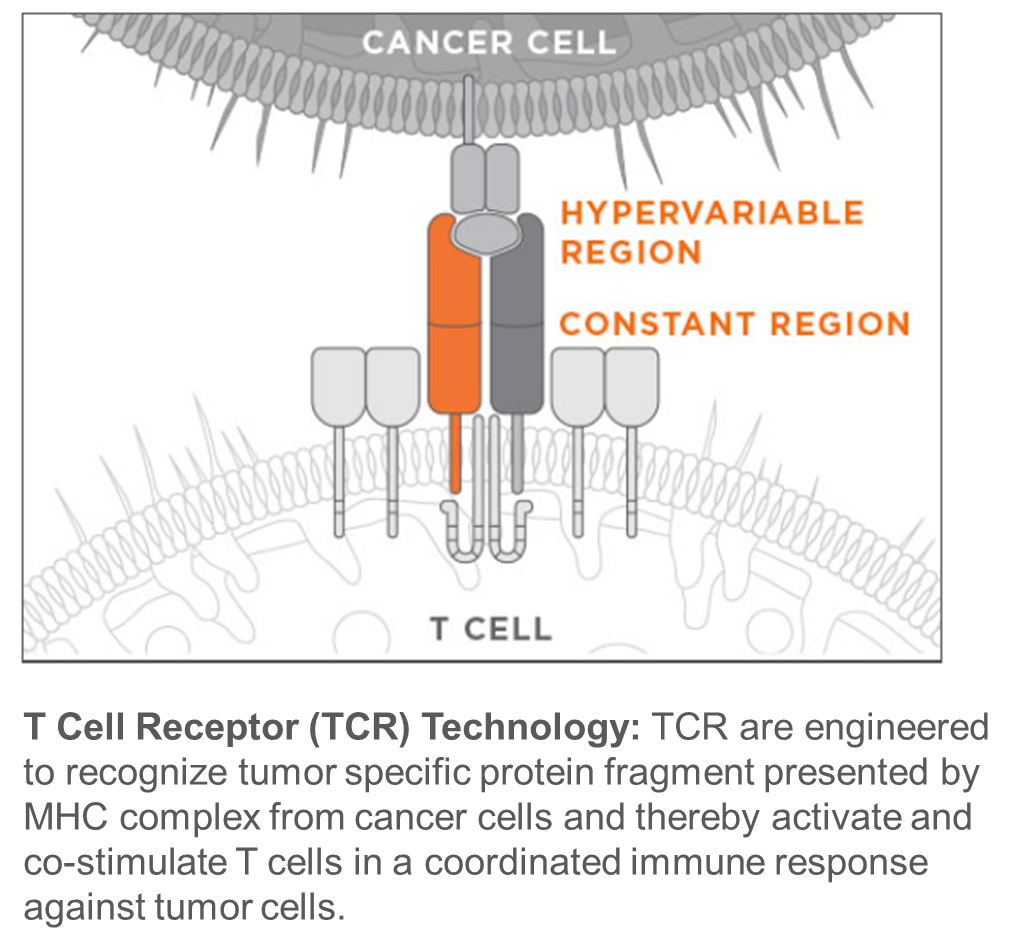 CANCER CELL
HYPERVARIABLE
REGION
CONSTANT REGION
T CELL
T Cell Receptor (TCR) Technology: TCR are engineered
to recognize tumor specific protein fragment presented by
MHC complex from cancer cells and thereby activate and
co-stimulate T cells in a coordinated immune response
against tumor cells.